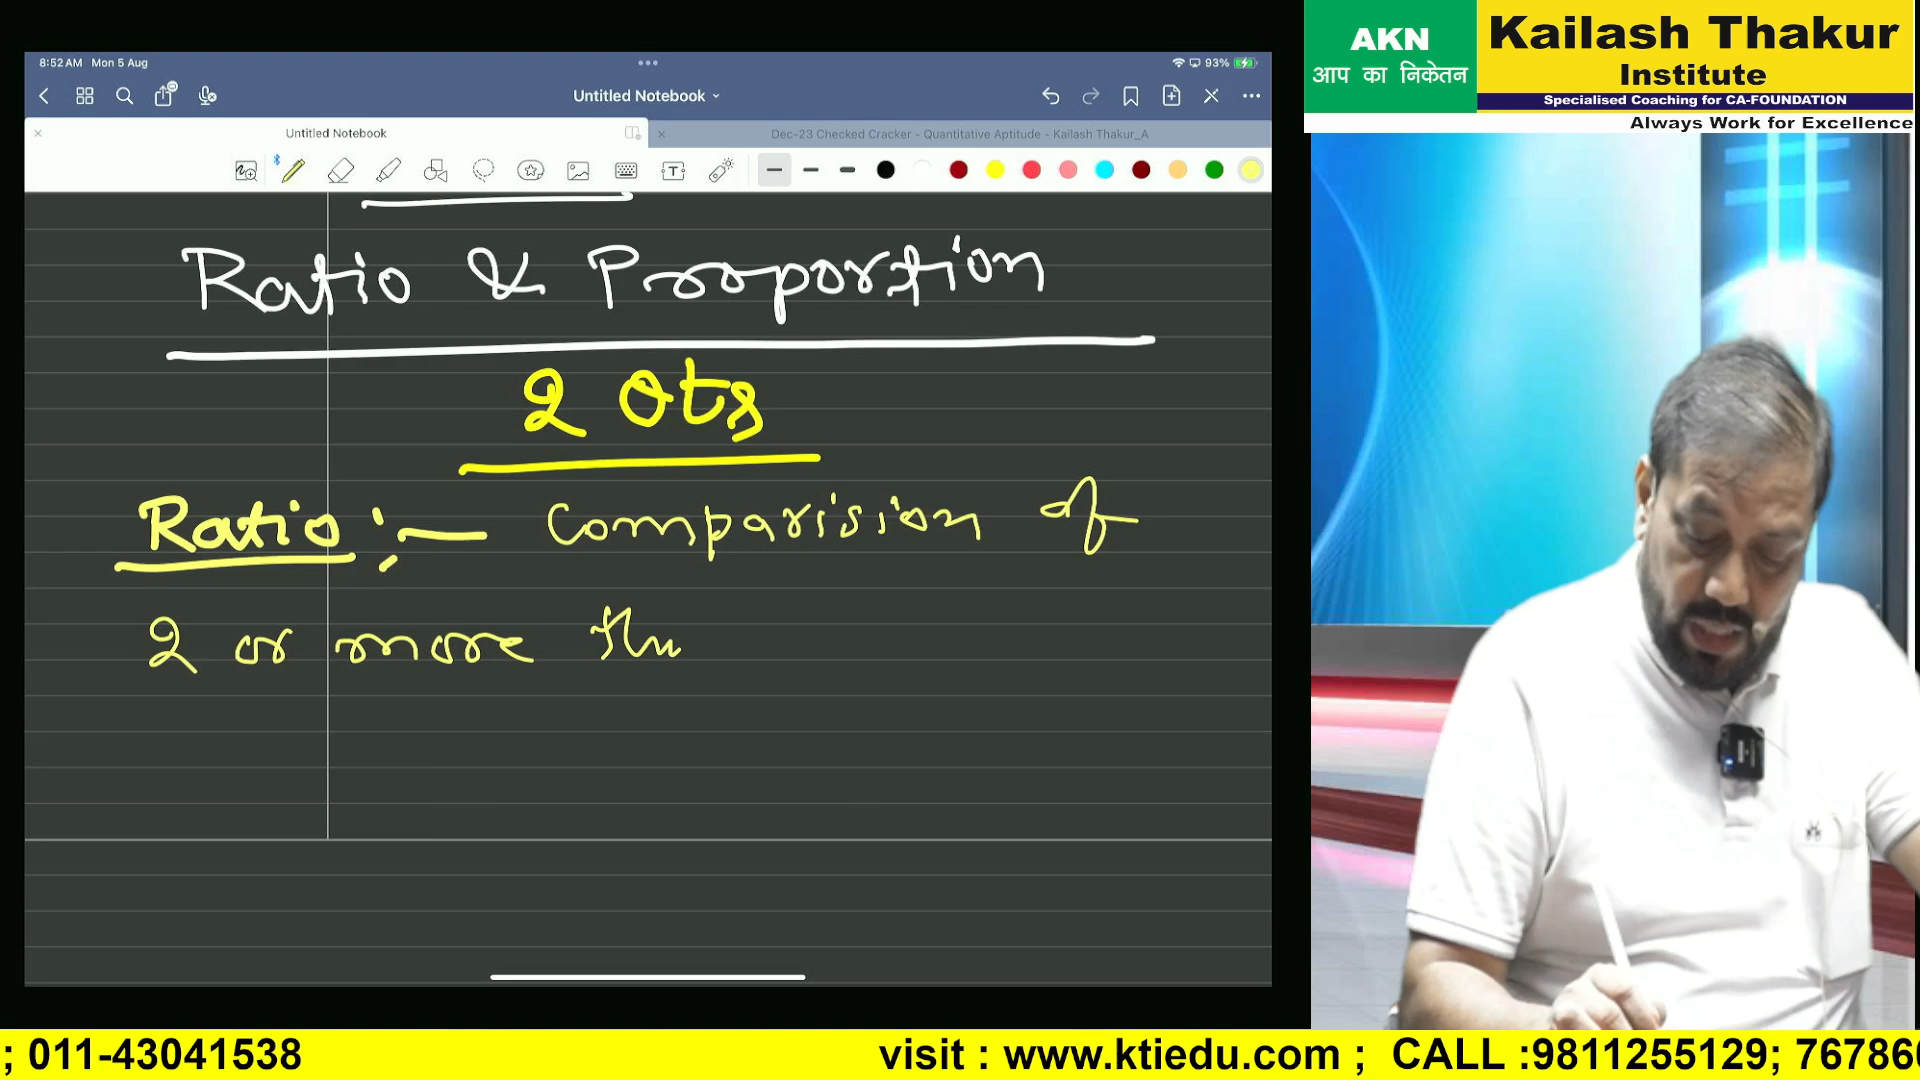 8:52 AM Mon 5 Aug
93%
Untitled Notebook
Untitled Notebook
Dec-23 Checked Cracker - Quantitative Aptitude - Kailash Thakur_A
Ratio & Proportion
2 Qts
Ratio :— Comparision of
2 or more
AKN
आप का निकेतन
Kailash Thakur
Institute
Specialised Coaching for CA-FOUNDATION
Always Work for Excellence
; 011-43041538 visit : www.ktiedu.com ; CALL :9811255129; 76786